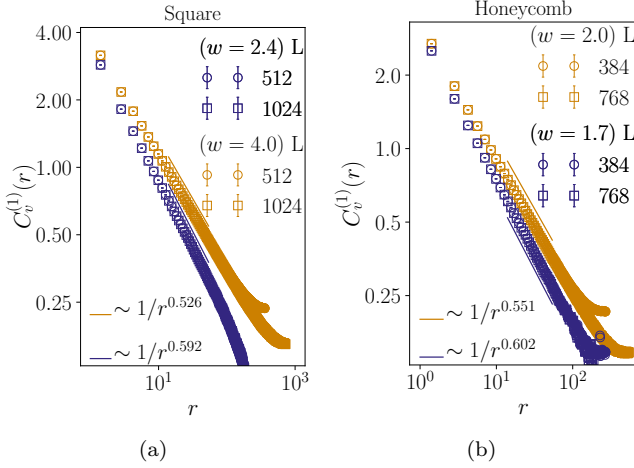 Square
4.00
2.00
1.00
0.50
0.25
C_v^{(1)}(r)
(w = 2.4) L
512
1024
(w = 4.0) L
512
1024
∼ 1/r^{0.526}
∼ 1/r^{0.592}
10^1
10^3
r
(a)
Honeycomb
2.0
1.0
0.5
0.25
C_v^{(1)}(r)
(w = 2.0) L
384
768
(w = 1.7) L
384
768
∼ 1/r^{0.551}
∼ 1/r^{0.602}
10^0
10^1
10^2
r
(b)